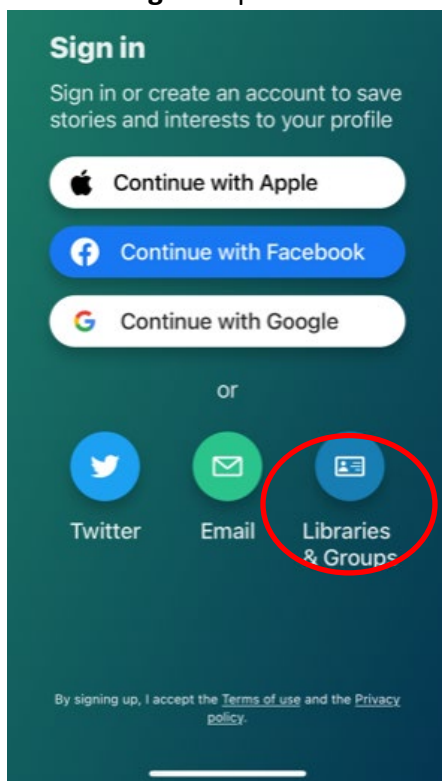 Sign in
Sign in or create an account to save
stories and interests to your profile
Continue with Apple
Continue with Facebook
Continue with Google
or
Twitter
Email
Libraries
& Groups
By signing up, I accept the Terms of use and the Privacy
policy.